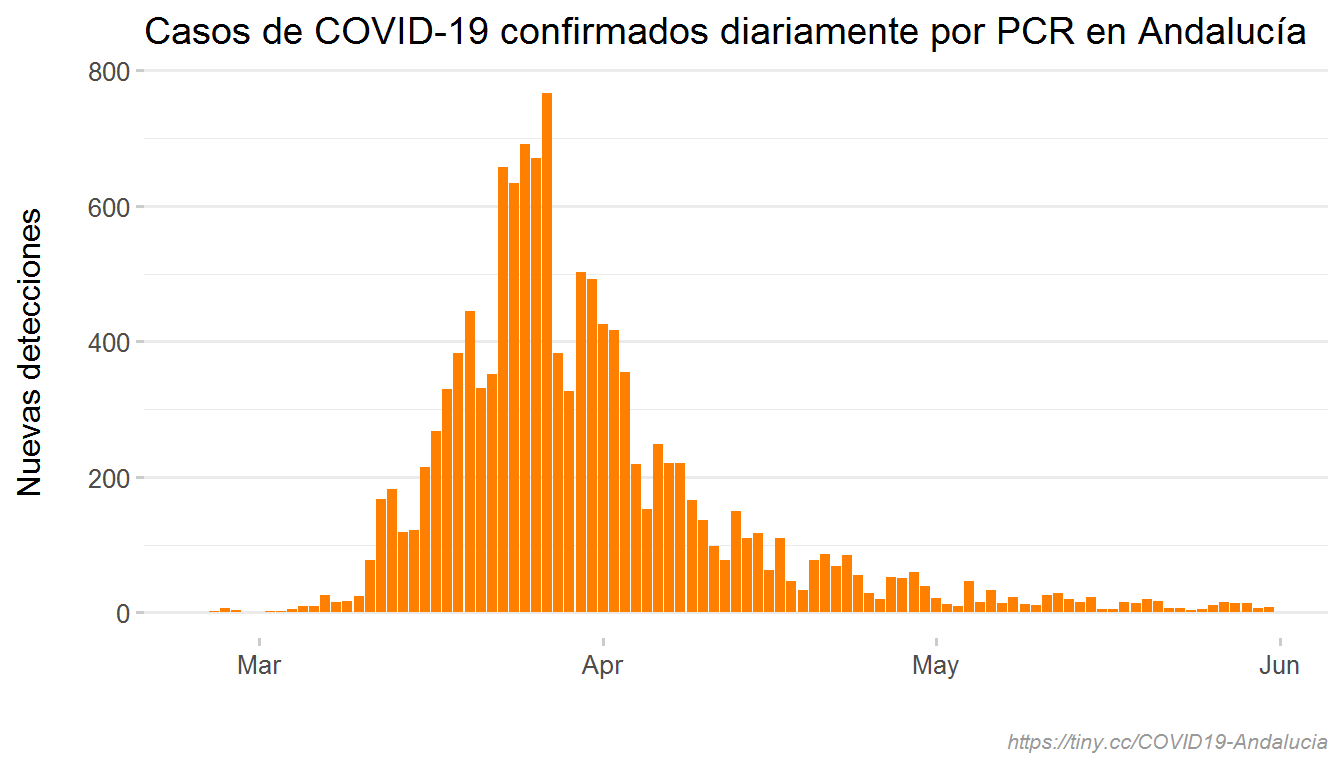 Casos de COVID-19 confirmados diariamente por PCR en Andalucía
Nuevas detecciones
800
600
400
200
0
Mar Apr May Jun
https://tiny.cc/COVID19-Andalucia